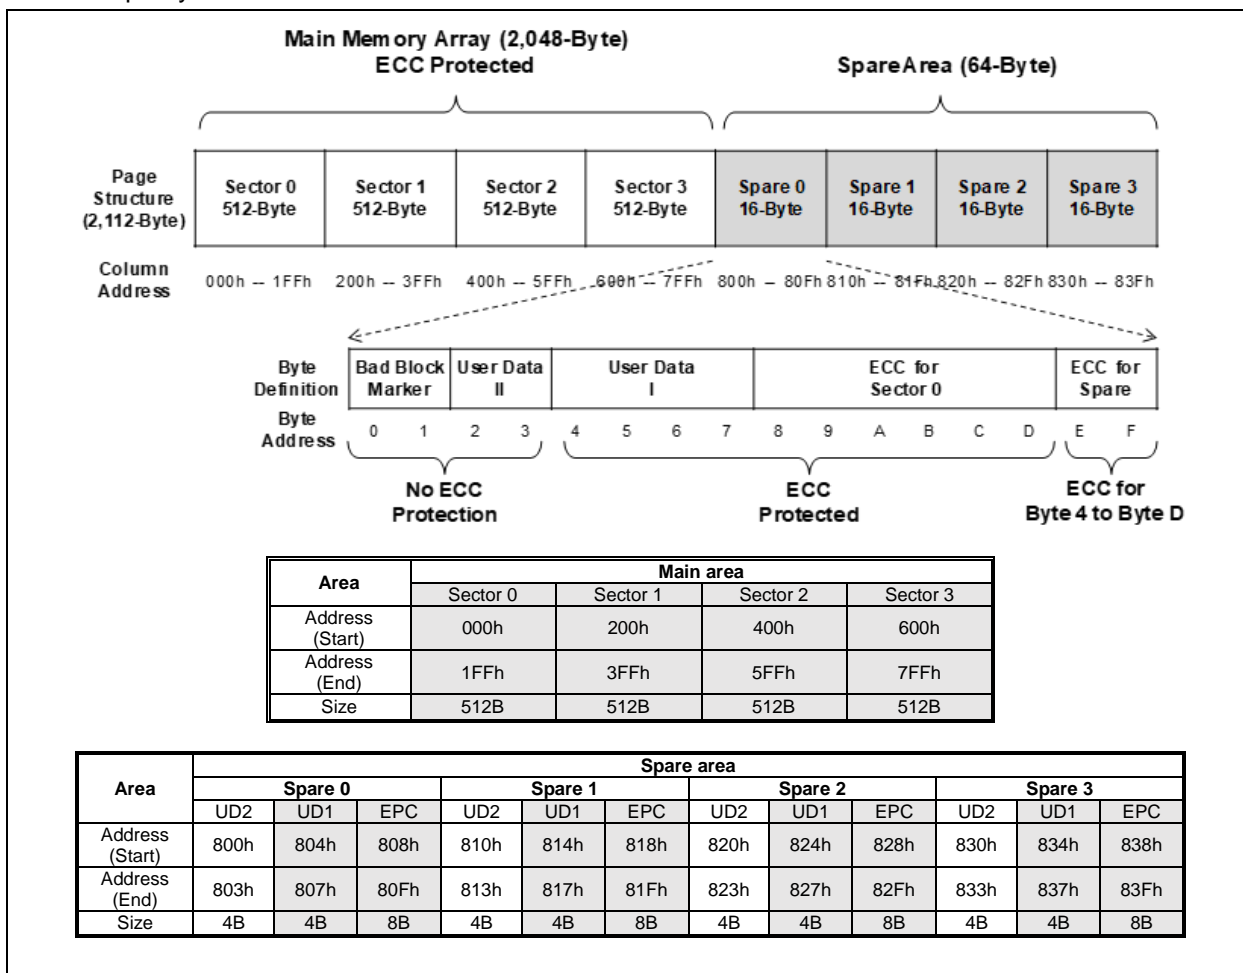 Main Memory Array (2,048-Byte)
ECC Protected
Spare Area (64-Byte)
Page
Structure
(2,112-Byte)
Sector 0
512-Byte
Sector 1
512-Byte
Sector 2
512-Byte
Sector 3
512-Byte
Spare 0
16-Byte
Spare 1
16-Byte
Spare 2
16-Byte
Spare 3
16-Byte
Column
Address
000h -- 1FFh 200h -- 3FFh 400h -- 5FFh 600h -- 7FFh 800h -- 80Fh 810h -- 81Fh 820h -- 82Fh 830h -- 83Fh
Byte
Definition
Bad Block
Marker
User Data
II
User Data
I
ECC for
Sector 0
ECC for
Spare
Byte
Address
0 1 2 3 4 5 6 7 8 9 A B C D E F
No ECC
Protection
ECC
Protected
ECC for
Byte 4 to Byte D
Area Main area
Sector 0 Sector 1 Sector 2 Sector 3
Address
(Start) 000h 200h 400h 600h
Address
(End) 1FFh 3FFh 5FFh 7FFh
Size 512B 512B 512B 512B
Area Spare area
Spare 0 Spare 1 Spare 2 Spare 3
UD2 UD1 EPC UD2 UD1 EPC UD2 UD1 EPC UD2 UD1 EPC
Address
(Start) 800h 804h 808h 810h 814h 818h 820h 824h 828h 830h 834h 838h
Address
(End) 803h 807h 80Fh 813h 817h 81Fh 823h 827h 82Fh 833h 837h 83Fh
Size 4B 4B 8B 4B 4B 8B 4B 4B 8B 4B 4B 8B